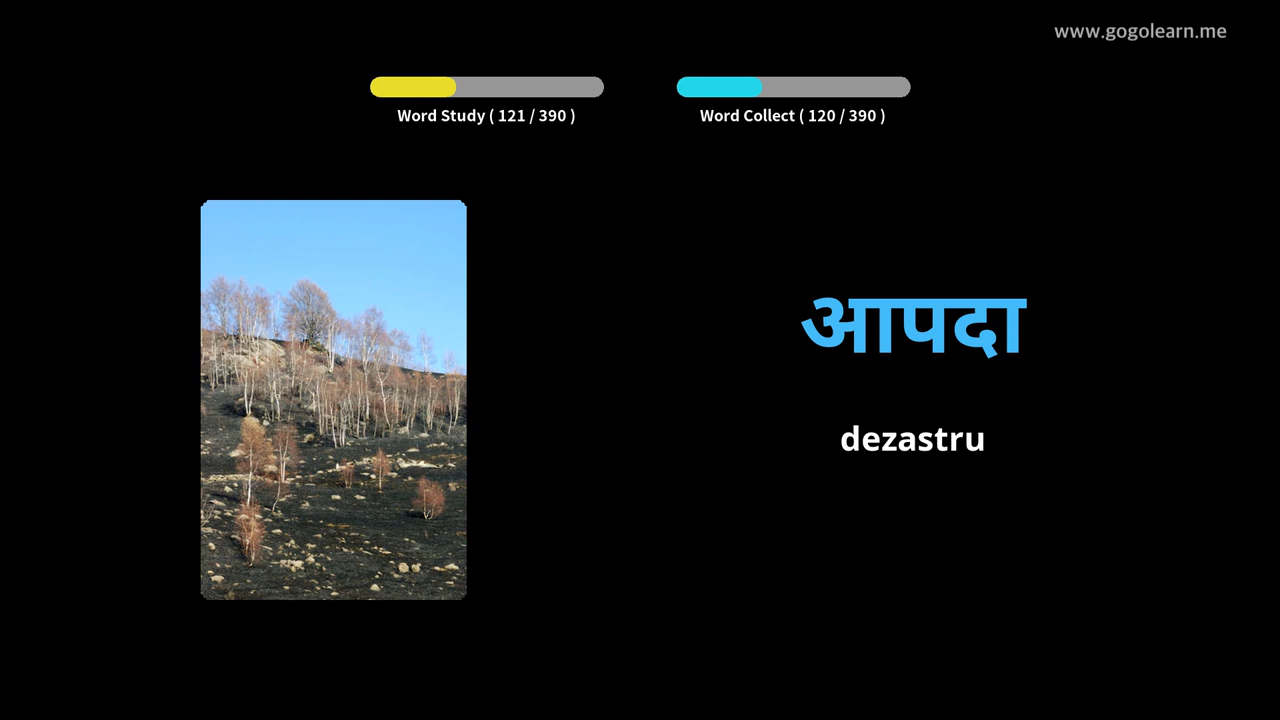 www.gogolearn.me
Word Study ( 121 / 390 )
Word Collect ( 120 / 390 )
आपदा
dezastru